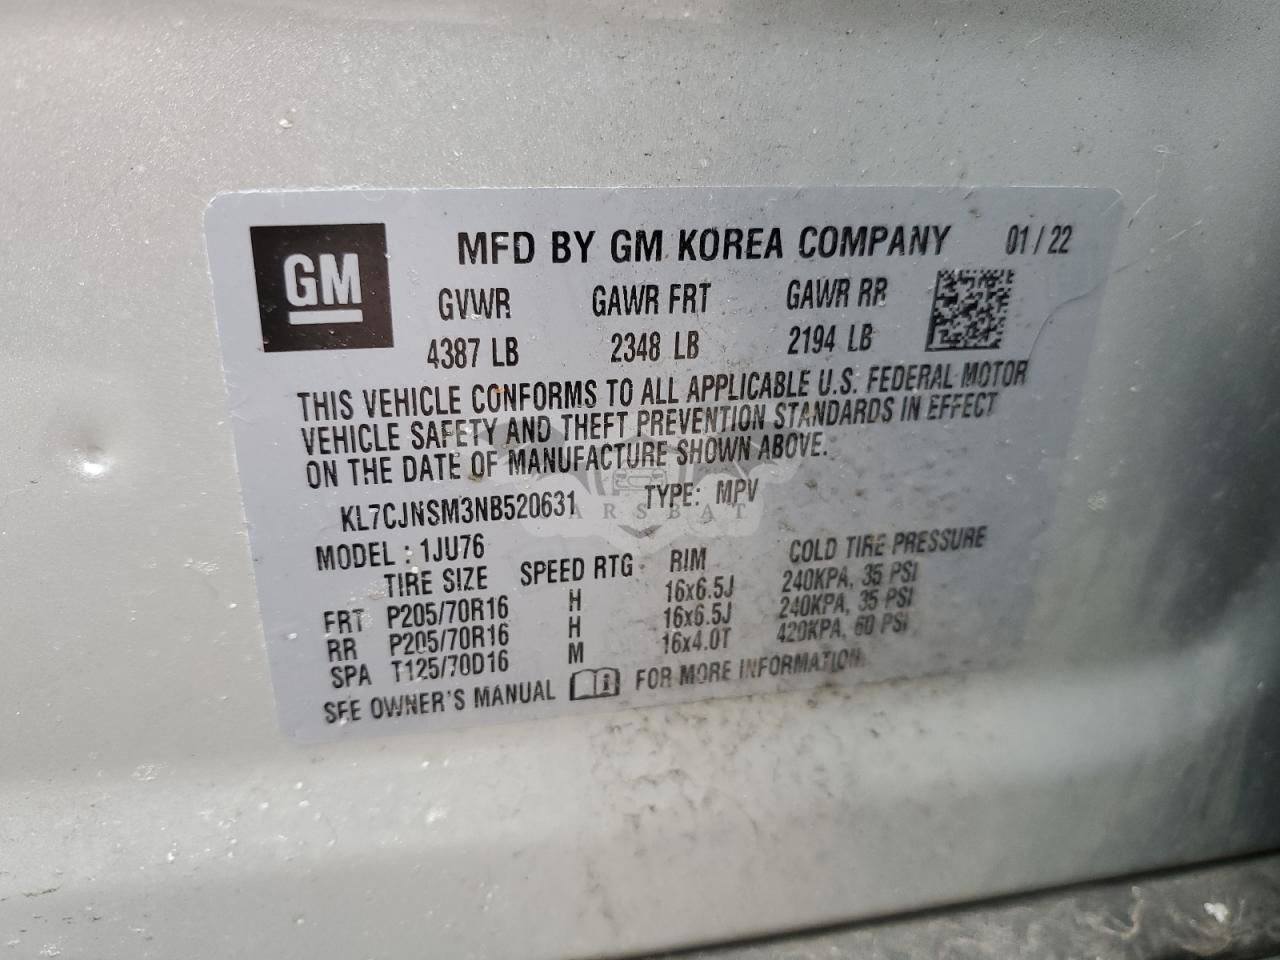 GM
MFD BY GM KOREA COMPANY 01/22
GVWR GAWR FRT GAWR RR
4387 LB 2348 LB 2194 LB
THIS VEHICLE CONFORMS TO ALL APPLICABLE U.S. FEDERAL MOTOR
VEHICLE SAFETY AND THEFT PREVENTION STANDARDS IN EFFECT
ON THE DATE OF MANUFACTURE SHOWN ABOVE.
KL7CJNSM3NB520631 TYPE: MPV
ARSBAT
MODEL : 1JU76
TIRE SIZE SPEED RTG RIM COLD TIRE PRESSURE
FRT P205/70R16 H 16x6.5J 240KPA, 35 PSI
RR P205/70R16 H 16x6.5J 240KPA, 35 PSI
SPA T125/70D16 M 16x4.0T 420KPA, 60 PSI
SEE OWNER'S MANUAL FOR MORE INFORMATION.